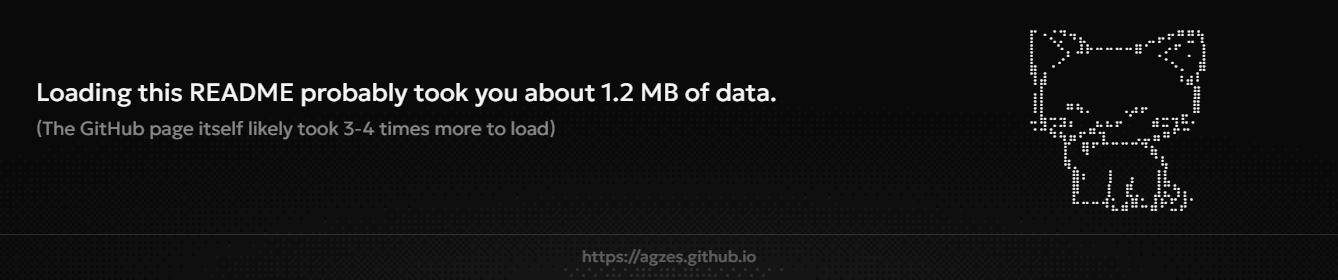 Loading this README probably took you about 1.2 MB of data.
(The GitHub page itself likely took 3-4 times more to load)
https://agzes.github.io